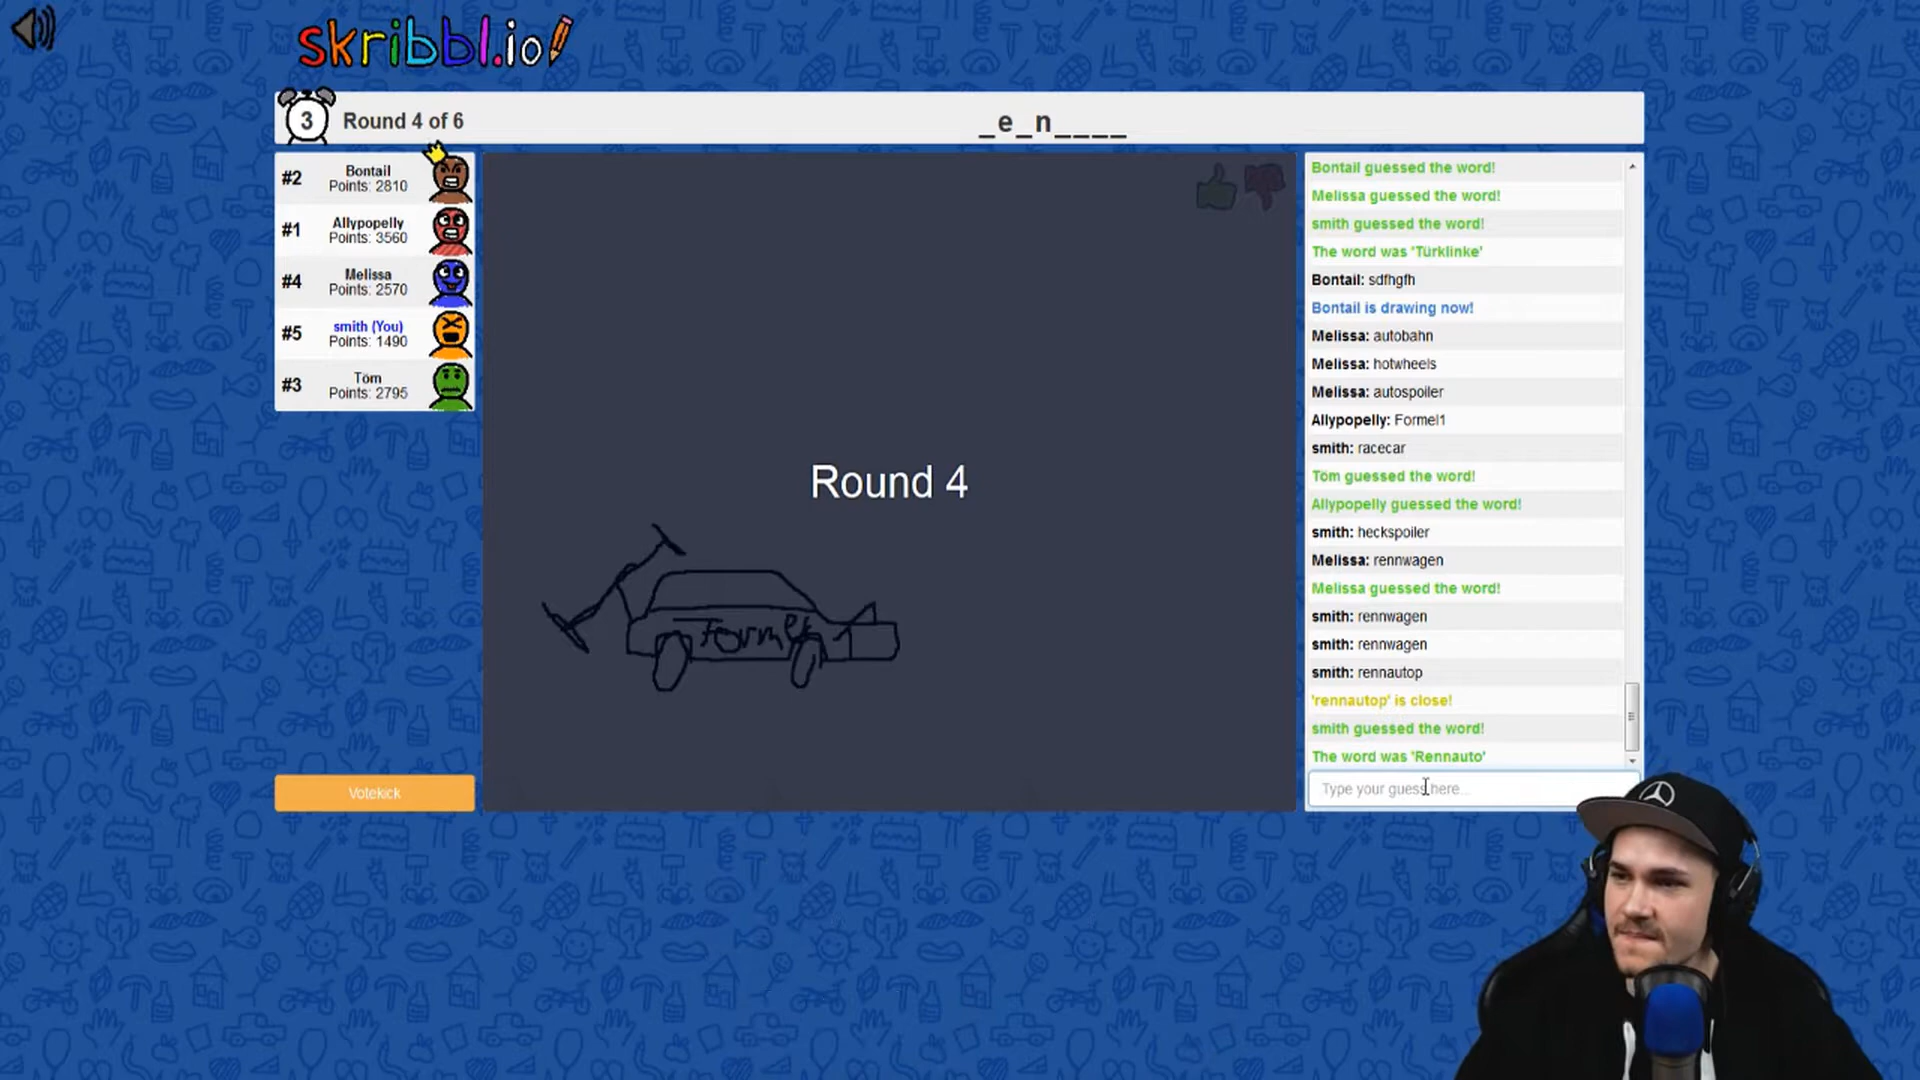 skribbl.io
3
Round 4 of 6
_e_n____
#2
Bontail
Points: 2810
#1
Allypopelly
Points: 3560
#4
Melissa
Points: 2570
#5
smith (You)
Points: 1490
#3
Töm
Points: 2795
Votekick
Round 4
formel
Bontail guessed the word!
Melissa guessed the word!
smith guessed the word!
The word was 'Türklinke'
Bontail: sdfhgfh
Bontail is drawing now!
Melissa: autobahn
Melissa: hotwheels
Melissa: autospoiler
Allypopelly: Formel1
smith: racecar
Töm guessed the word!
Allypopelly guessed the word!
smith: heckspoiler
Melissa: rennwagen
Melissa guessed the word!
smith: rennwagen
smith: rennwagen
smith: rennautop
'rennautop' is close!
smith guessed the word!
The word was 'Rennauto'
Type your guess here...